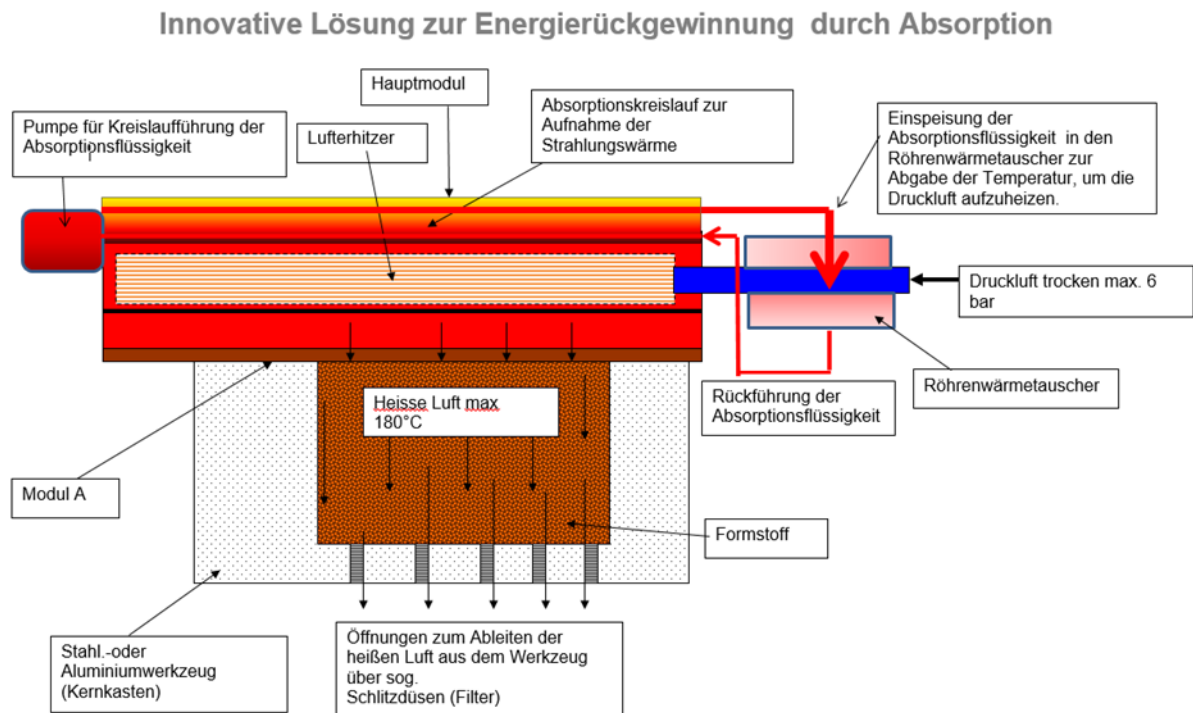 Innovative Lösung zur Energierückgewinnung durch Absorption
Hauptmodul
Pumpe für Kreislaufführung der
Absorptionsflüssigkeit
Lufterhitzer
Absorptionskreislauf zur
Aufnahme der
Strahlungswärme
Einspeisung der
Absorptionsflüssigkeit in den
Röhrenwärmetauscher zur
Abgabe der Temperatur, um die
Druckluft aufzuheizen.
Druckluft trocken max. 6
bar
Röhrenwärmetauscher
Rückführung der
Absorptionsflüssigkeit
Heisse Luft max
180°C
Modul A
Formstoff
Stahl.-oder
Aluminiumwerkzeug
(Kernkasten)
Öffnungen zum Ableiten der
heißen Luft aus dem Werkzeug
über sog.
Schlitzdüsen (Filter)